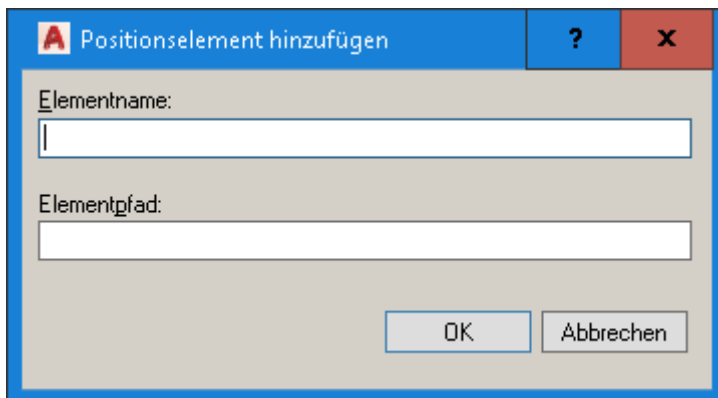 A Positionselement hinzufügen ? x
Elementname:
Elementpfad:
OK Abbrechen